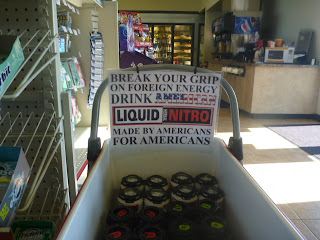 BREAK YOUR GRIP
ON FOREIGN ENERGY
DRINK AMERICAN
LIQUID NITRO
MADE BY AMERICANS
FOR AMERICANS